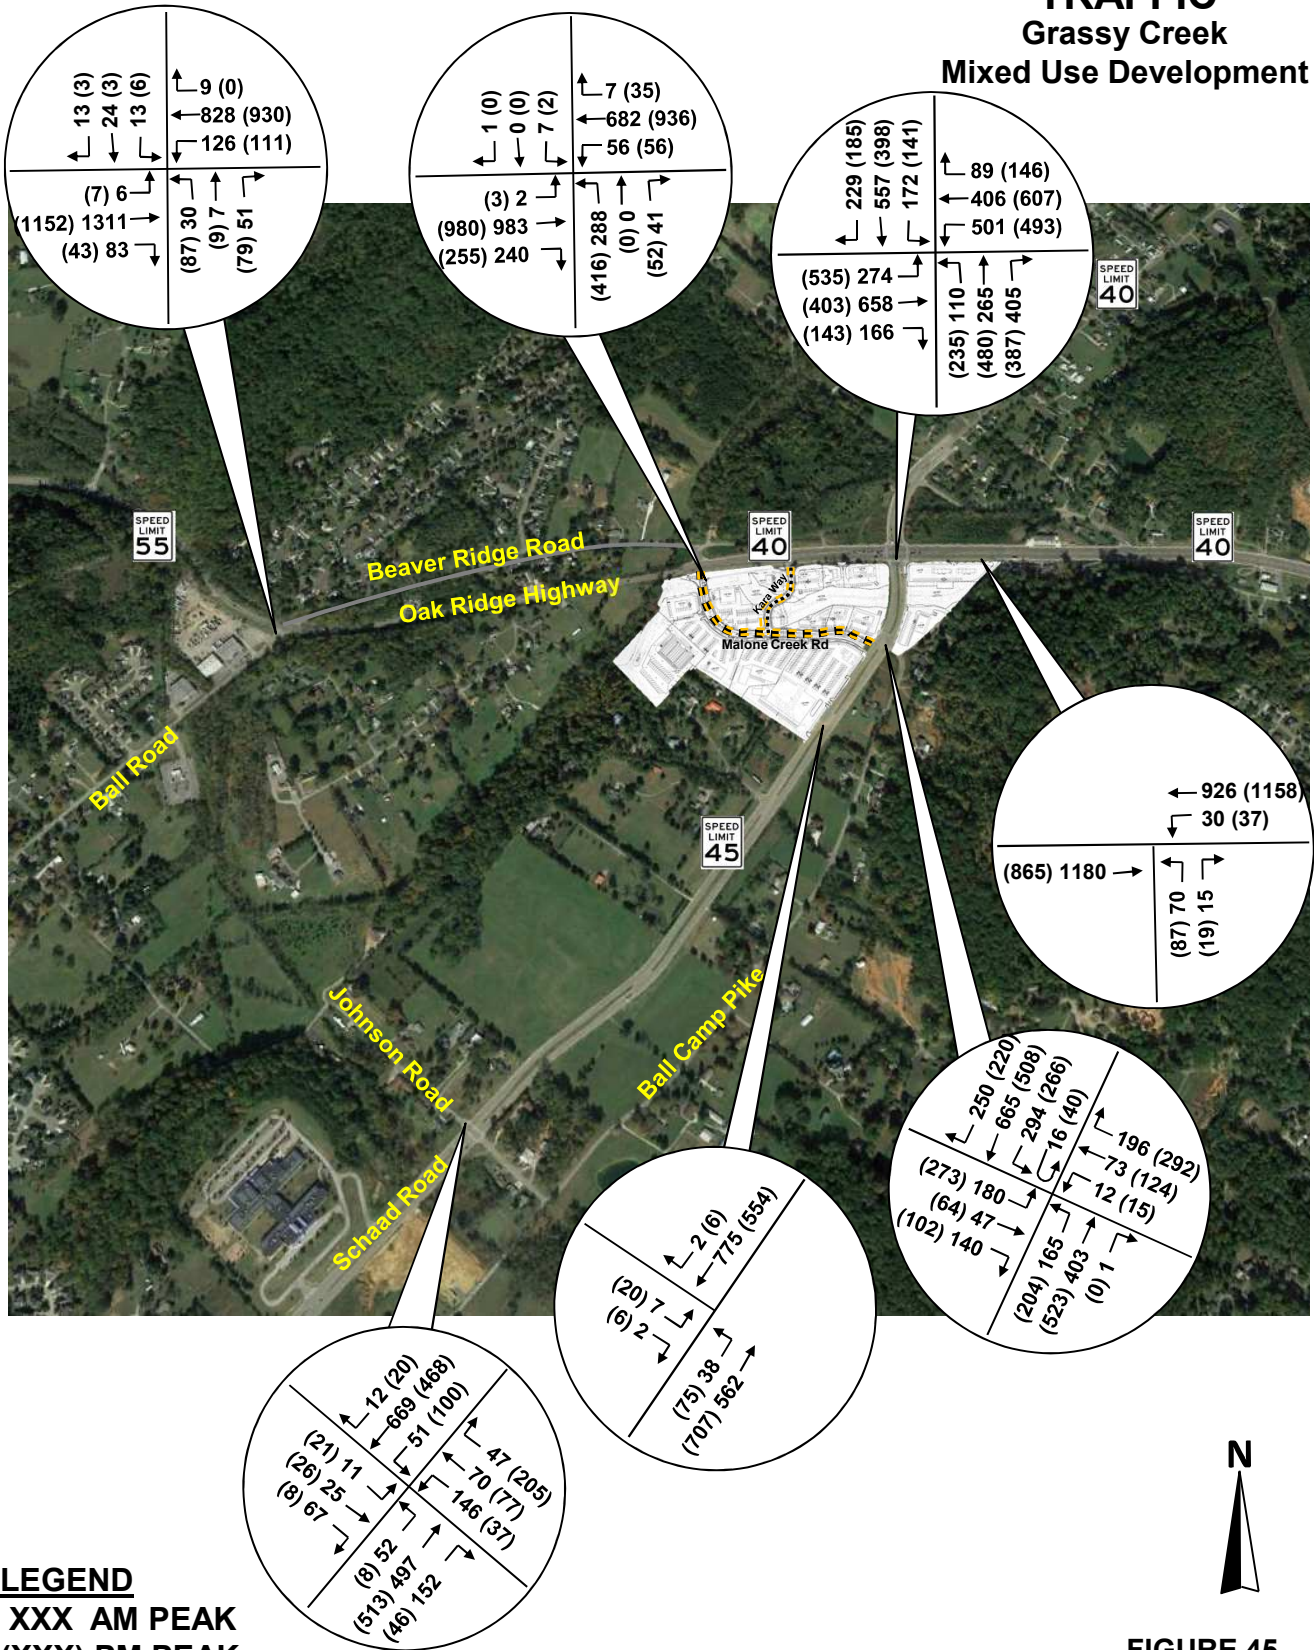 TRAFFIC
Grassy Creek
Mixed Use Development
13 (3)
24 (3)
13 (6)
9 (0)
828 (930)
126 (111)
(7) 6
(1152) 1311
(43) 83
(87) 30
(9) 7
(79) 51
1 (0)
0 (0)
7 (2)
7 (35)
682 (936)
56 (56)
(3) 2
(980) 983
(255) 240
(416) 288
(0) 0
(52) 41
229 (185)
557 (398)
172 (141)
89 (146)
406 (607)
501 (493)
(535) 274
(403) 658
(143) 166
(235) 110
(480) 265
(387) 405
SPEED
LIMIT
40
SPEED
LIMIT
55
SPEED
LIMIT
40
SPEED
LIMIT
40
Beaver Ridge Road
Oak Ridge Highway
Kara Way
Malone Creek Rd
Ball Road
926 (1158)
30 (37)
(865) 1180
(87) 70
(19) 15
SPEED
LIMIT
45
Johnson Road
Ball Camp Pike
Schaad Road
250 (220)
665 (508)
294 (266)
16 (40)
196 (292)
73 (124)
12 (15)
(273) 180
(64) 47
(102) 140
(204) 165
(523) 403
(0) 1
2 (6)
775 (554)
(20) 7
(6) 2
(75) 38
(707) 562
12 (20)
669 (468)
51 (100)
47 (205)
70 (77)
146 (37)
(21) 11
(26) 25
(8) 67
(8) 52
(513) 497
(46) 152
N
LEGEND
XXX AM PEAK
(XXX) PM PEAK
FIGURE 45